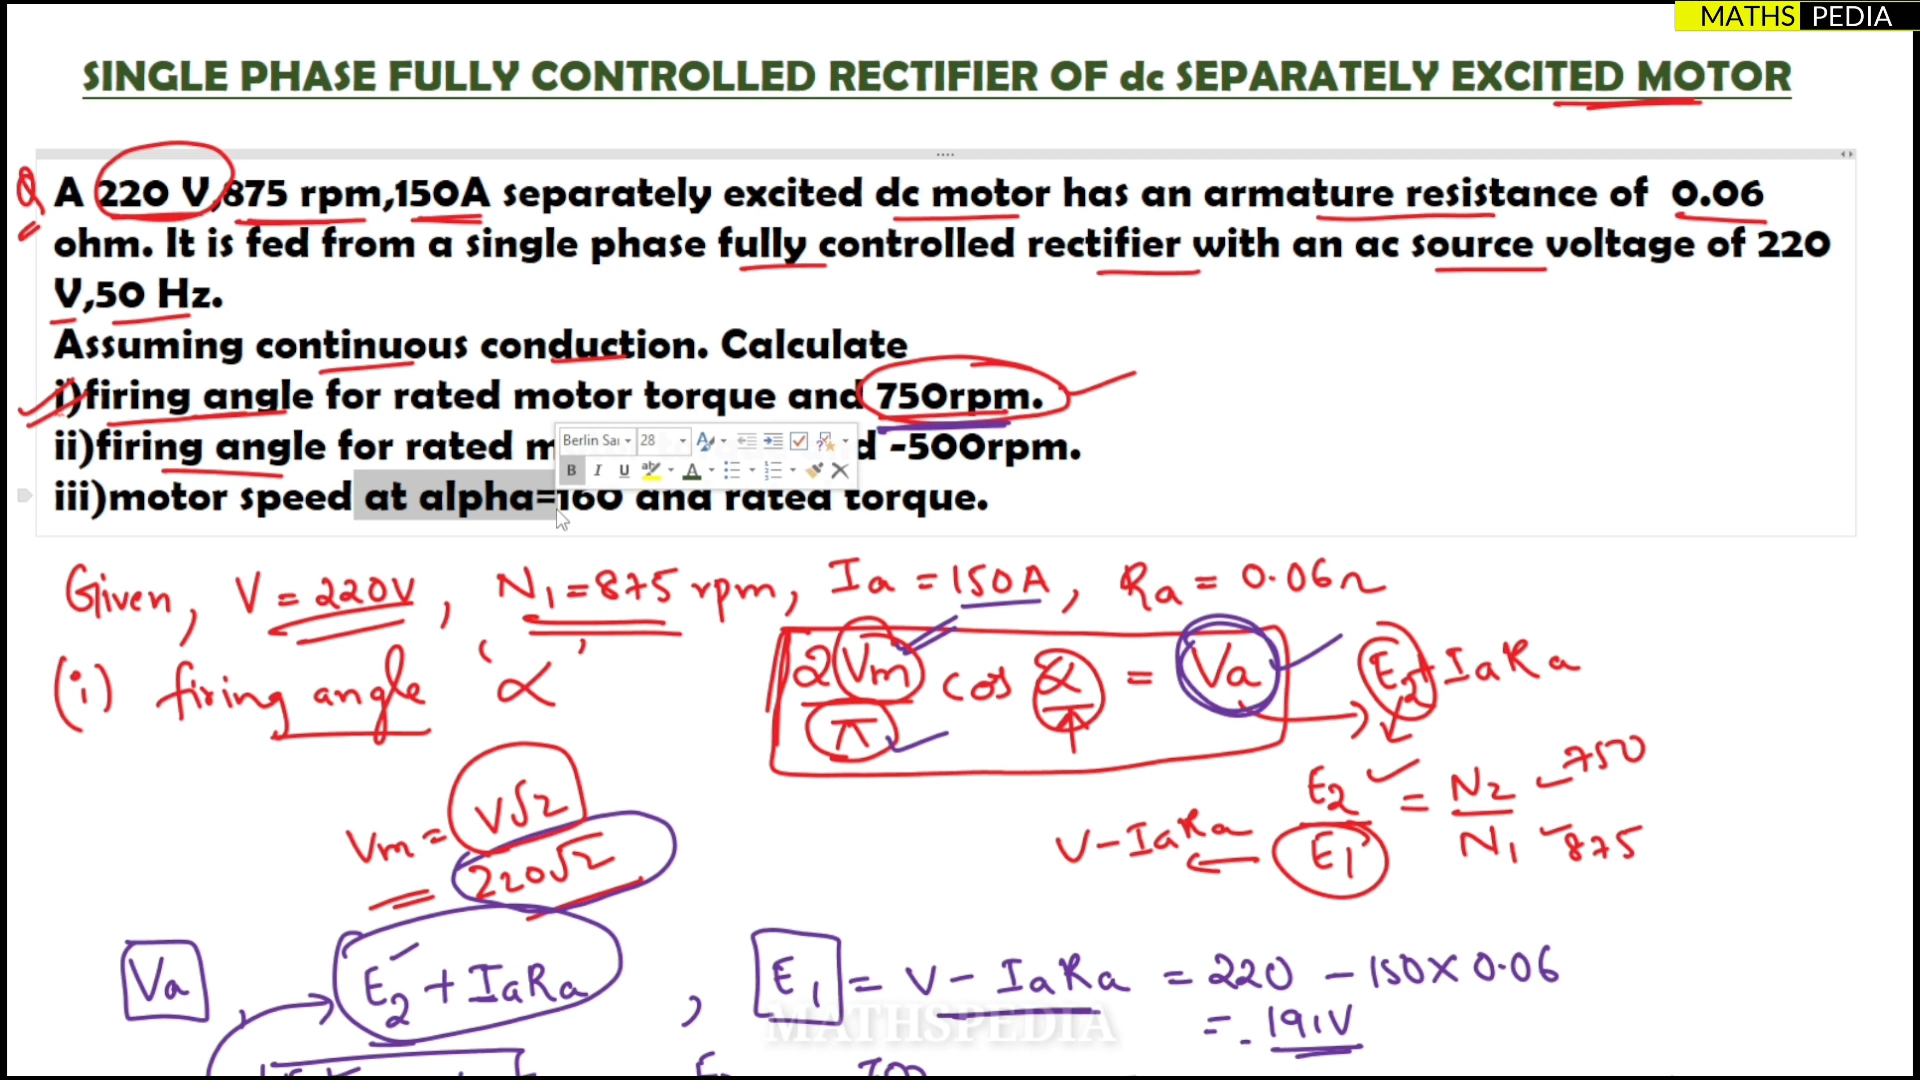 MATHS PEDIA
SINGLE PHASE FULLY CONTROLLED RECTIFIER OF dc SEPARATELY EXCITED MOTOR
Q A 220 V,875 rpm,150A separately excited dc motor has an armature resistance of 0.06
ohm. It is fed from a single phase fully controlled rectifier with an ac source voltage of 220
V,50 Hz.
Assuming continuous conduction. Calculate
i)firing angle for rated motor torque and 750rpm.
ii)firing angle for rated m -500rpm.
Berlin Sai 28
B I U
iii)motor speed at alpha=160 and rated torque.
Given, V = 220V, N1 = 875 rpm, Ia = 150A, Ra = 0.06Ω
(i) firing angle 'α' 2Vm/π cos α = Va → E2+IaRa
Vm = V√2
220√2
V-IaRa ← E2/E1 = N2/N1 -750 -875
Va, E2+IaRa, E1 = V - IaRa = 220 - 150×0.06
MATHSPEDIA
= 191V